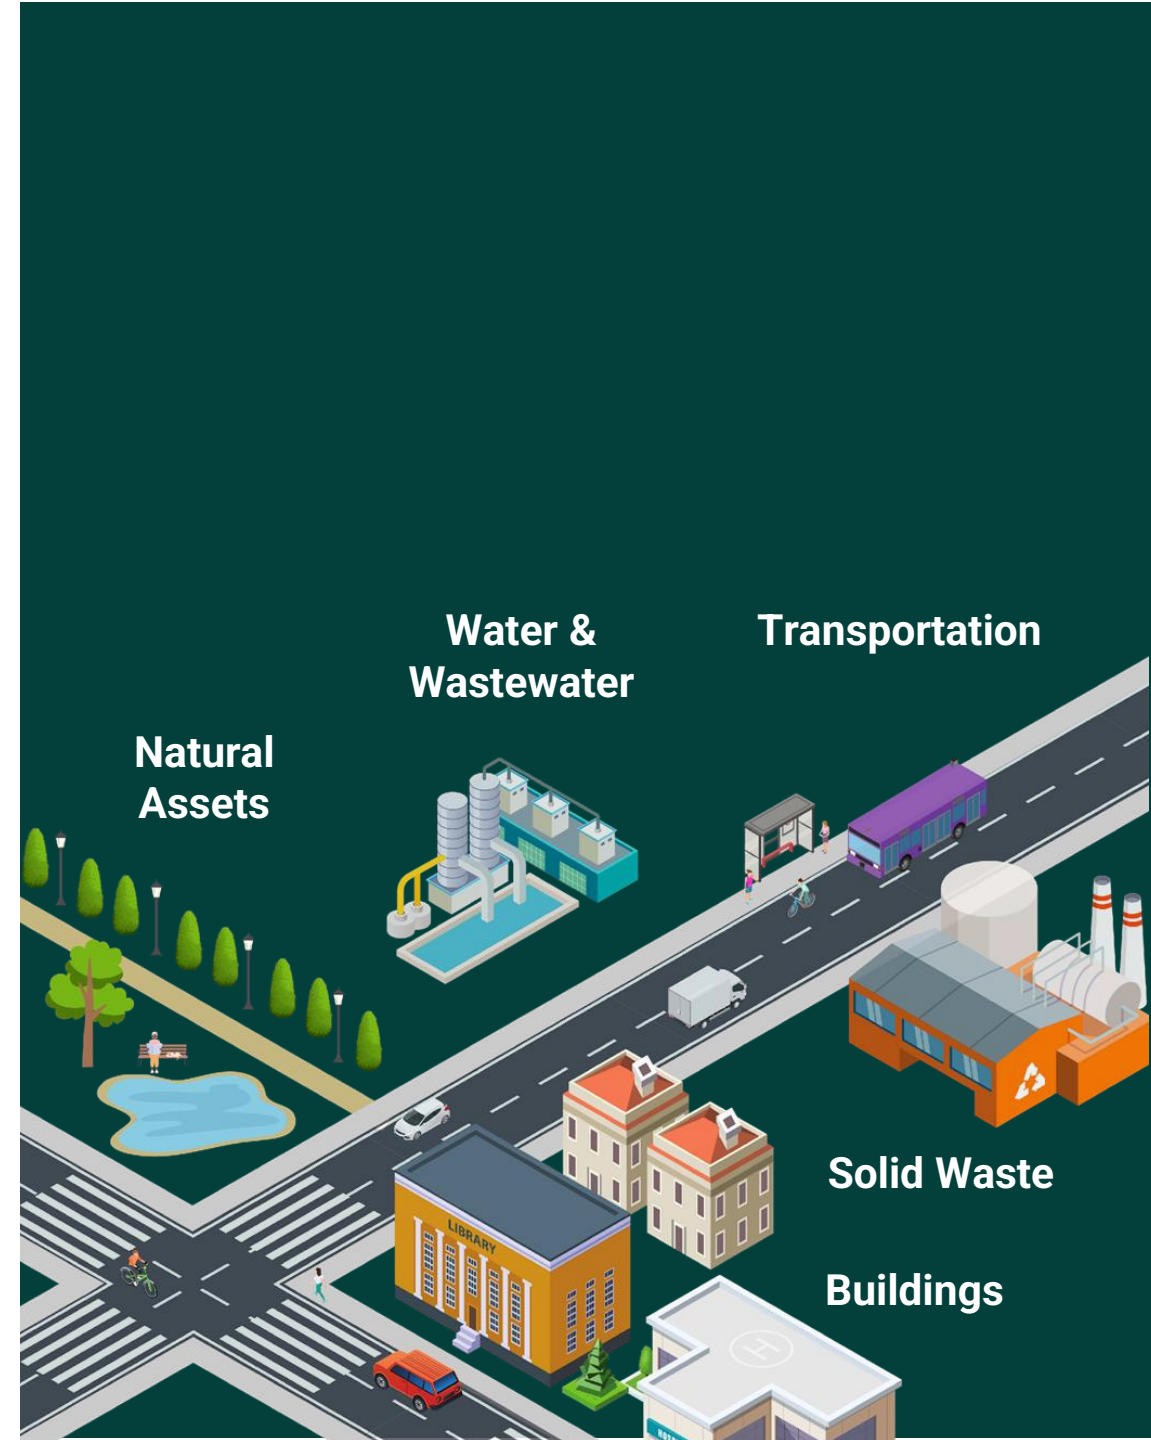 Water &
Wastewater
Transportation
Natural
Assets
Solid Waste
LIBRARY
Buildings
H